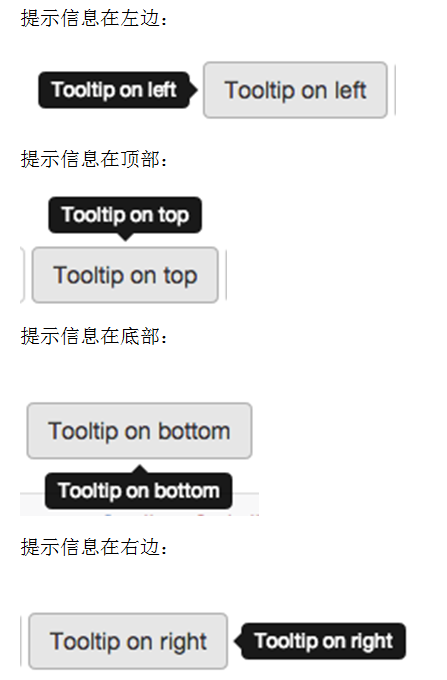 提示信息在左边：
Tooltip on left Tooltip on left
提示信息在顶部：
Tooltip on top
Tooltip on top
提示信息在底部：
Tooltip on bottom
Tooltip on bottom
提示信息在右边：
Tooltip on right Tooltip on right